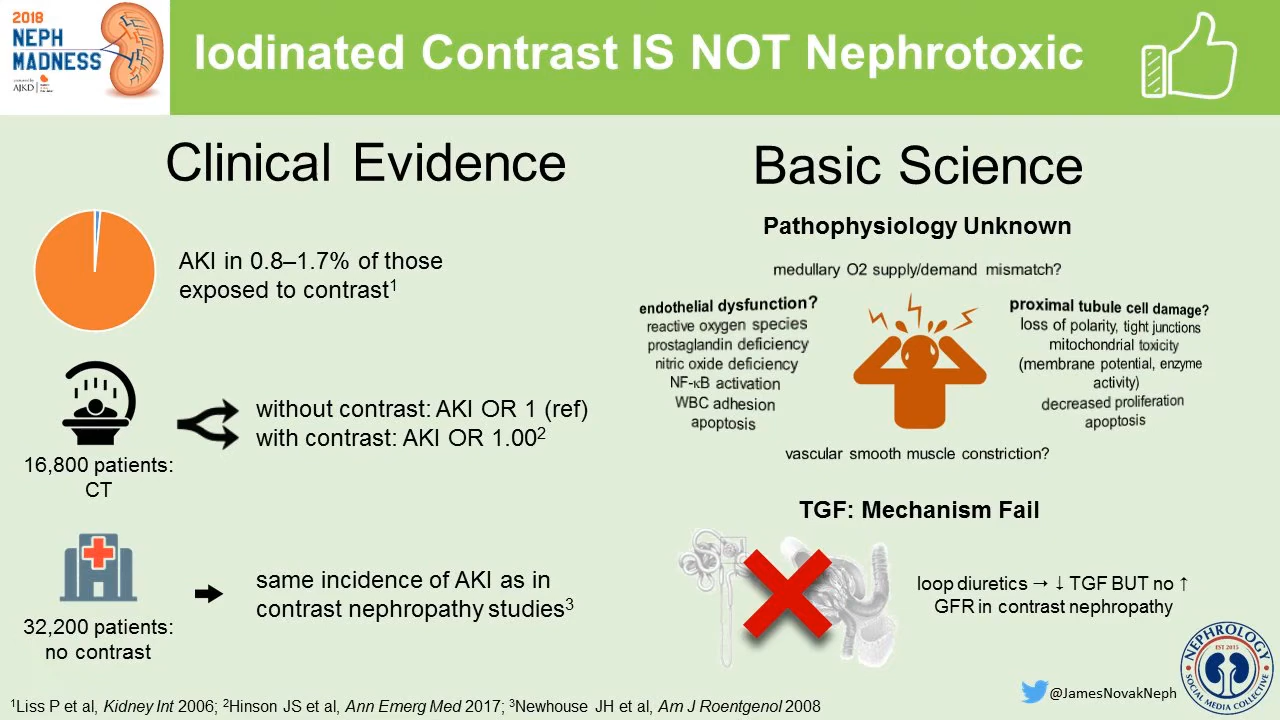 2018
NEPH
MADNESS
AJKD
Iodinated Contrast IS NOT Nephrotoxic
Clinical Evidence
AKI in 0.8–1.7% of those
exposed to contrast1
16,800 patients:
CT
without contrast: AKI OR 1 (ref)
with contrast: AKI OR 1.00²
32,200 patients:
no contrast
same incidence of AKI as in
contrast nephropathy studies³
Basic Science
Pathophysiology Unknown
medullary O2 supply/demand mismatch?
endothelial dysfunction?
reactive oxygen species
prostaglandin deficiency
nitric oxide deficiency
NF-κB activation
WBC adhesion
apoptosis
proximal tubule cell damage?
loss of polarity, tight junctions
mitochondrial toxicity
(membrane potential, enzyme
activity)
decreased proliferation
apoptosis
vascular smooth muscle constriction?
TGF: Mechanism Fail
loop diuretics → ↓ TGF BUT no ↑
GFR in contrast nephropathy
¹Liss P et al, Kidney Int 2006; ²Hinson JS et al, Ann Emerg Med 2017; ³Newhouse JH et al, Am J Roentgenol 2008
@JamesNovakNeph
NEPHROLOGY
EST 2015
SOCIAL MEDIA COLLECTIVE